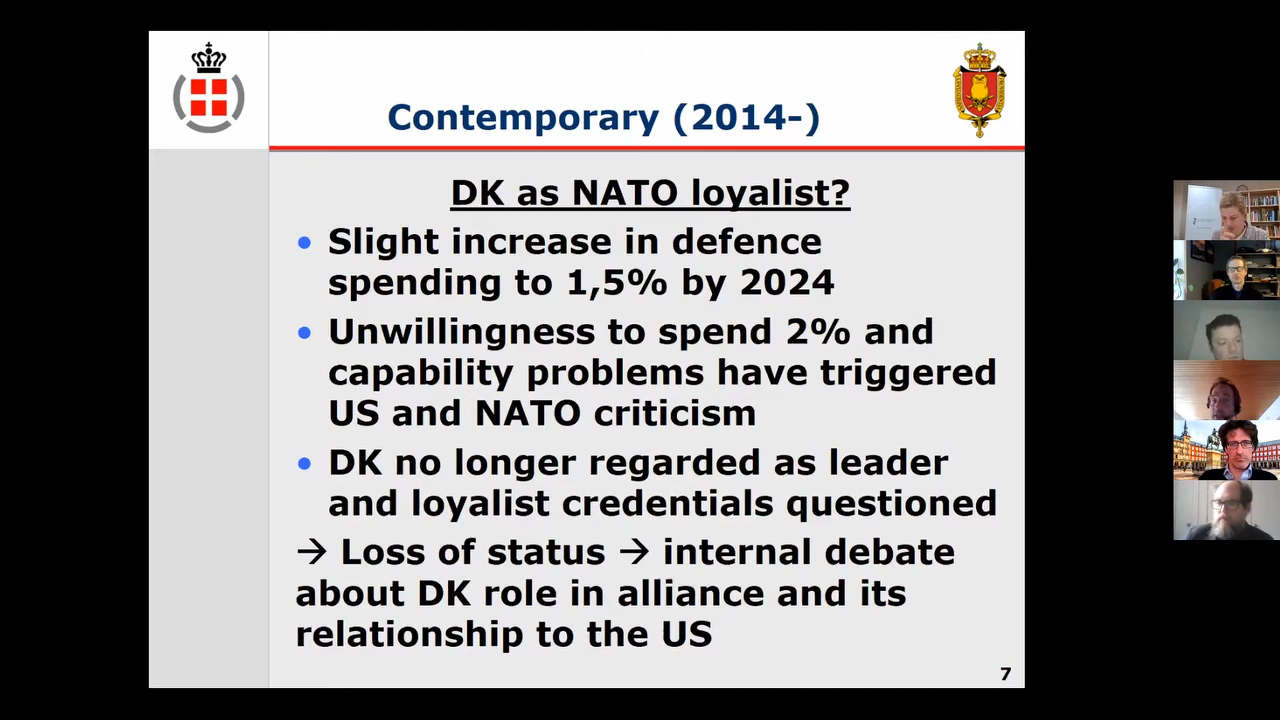 Contemporary (2014-)
DK as NATO loyalist?
• Slight increase in defence
spending to 1,5% by 2024
• Unwillingness to spend 2% and
capability problems have triggered
US and NATO criticism
• DK no longer regarded as leader
and loyalist credentials questioned
→ Loss of status → internal debate
about DK role in alliance and its
relationship to the US
7